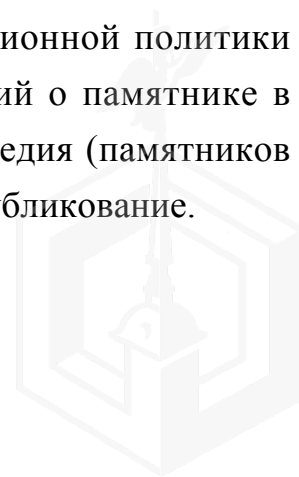 ионной политики
ий о памятнике в
едия (памятников
бликование.